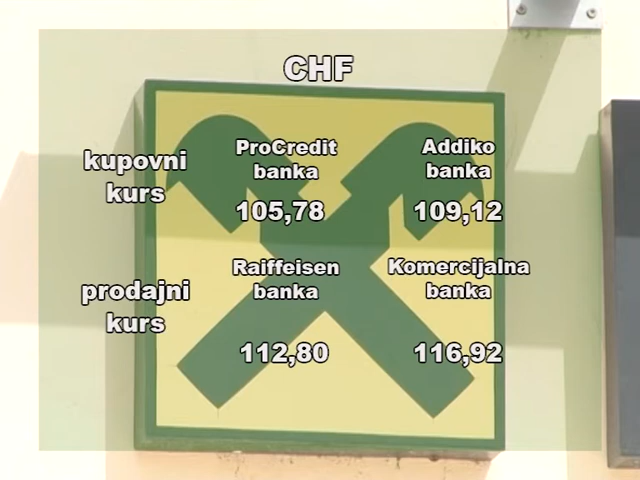 CHF
kupovni
kurs
ProCredit
banka
105,78
Addiko
banka
109,12
prodajni
kurs
Raiffeisen
banka
112,80
Komercijalna
banka
116,92